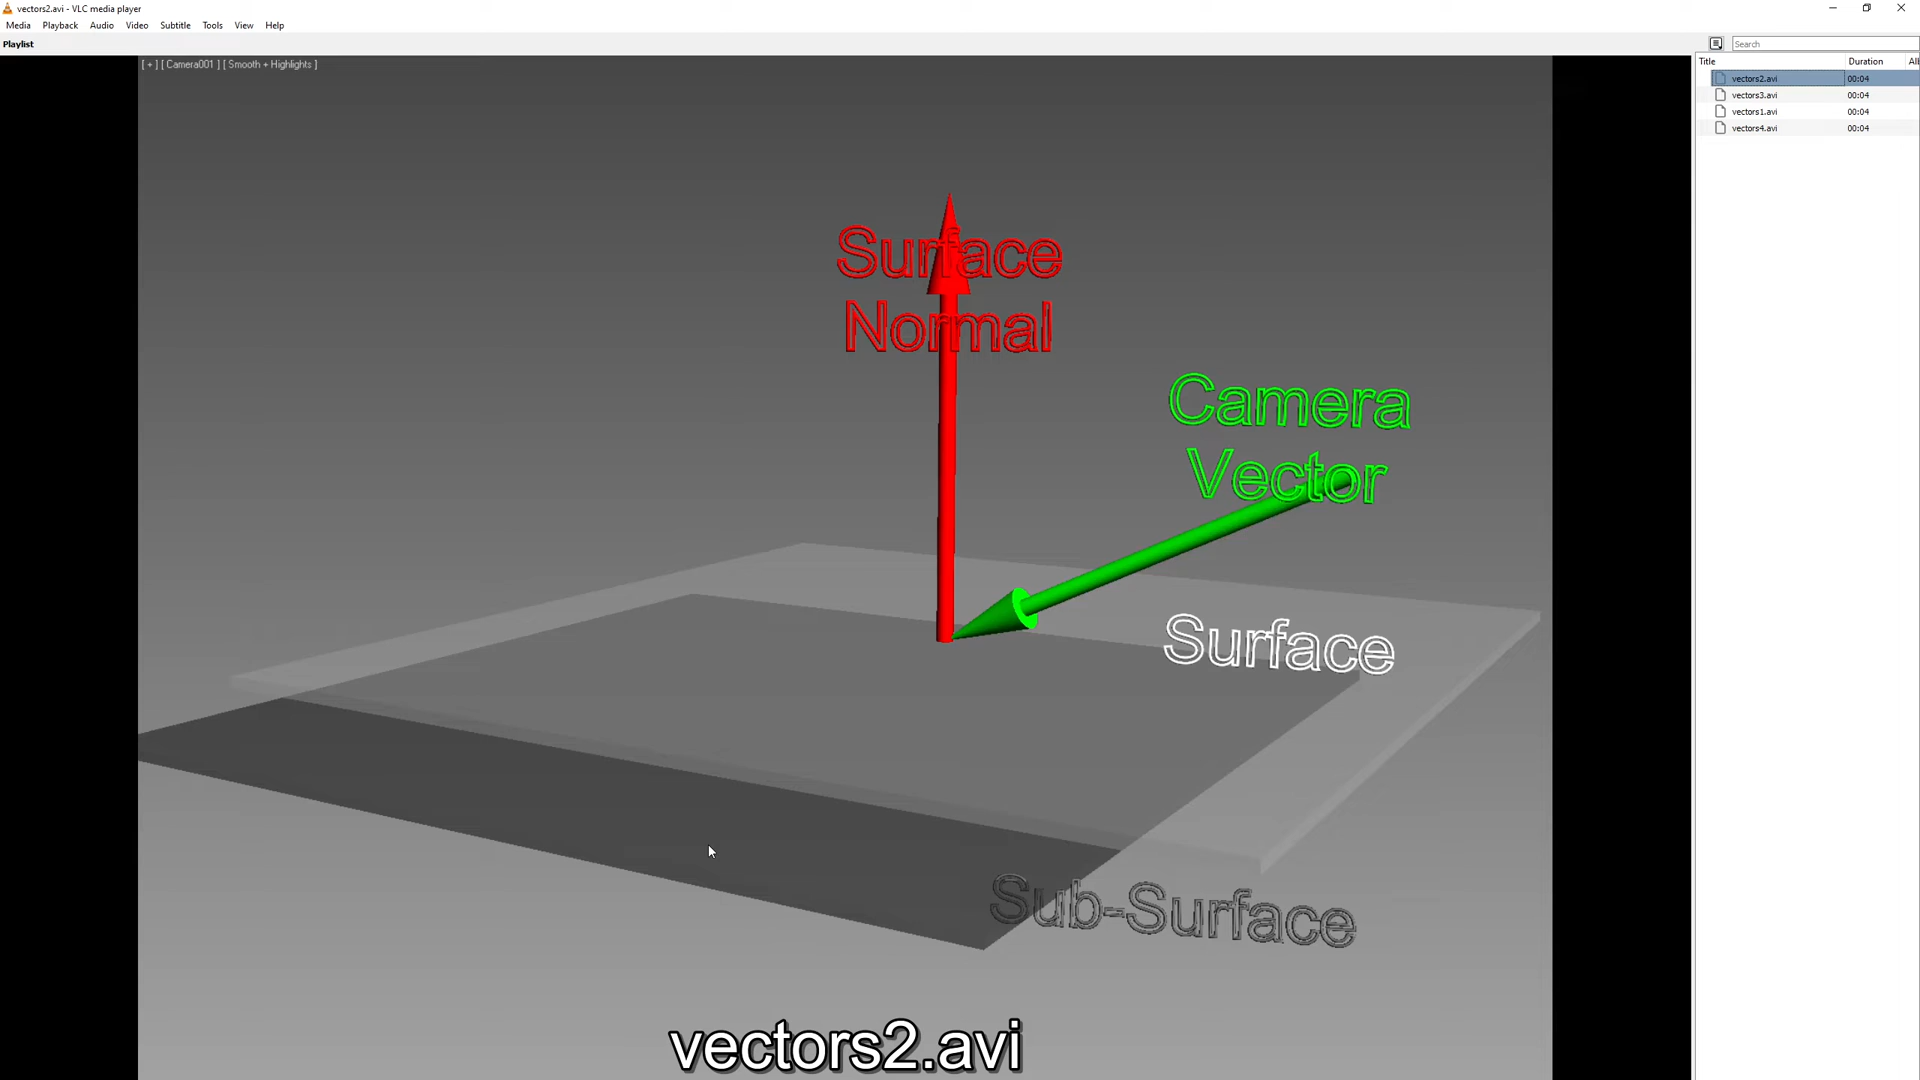 vectors2.avi - VLC media player
Media Playback Audio Video Subtitle Tools View Help
Playlist
Search
[ + ] [ Camera001 ] [ Smooth + Highlights ]
Title Duration Alb
vectors2.avi 00:04
vectors3.avi 00:04
vectors1.avi 00:04
vectors4.avi 00:04
Surface
Normal
Camera
Vector
Surface
Sub-Surface
vectors2.avi